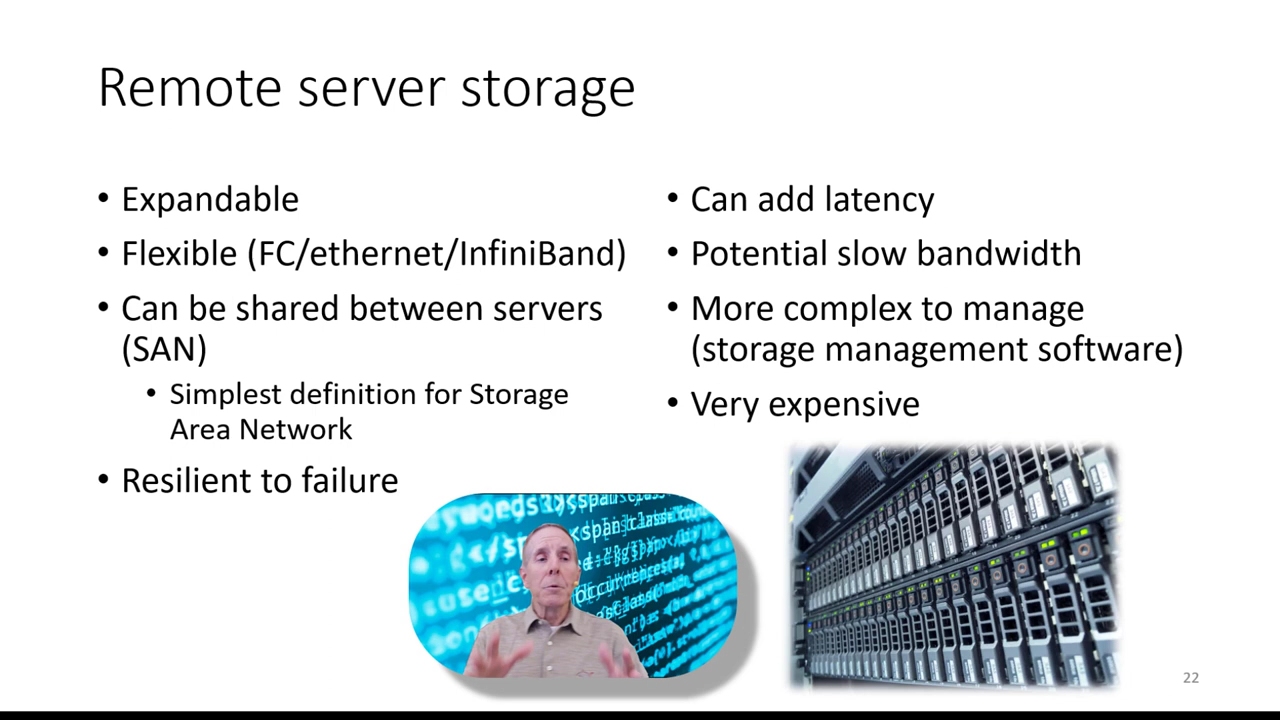 Remote server storage
• Expandable
• Flexible (FC/ethernet/InfiniBand)
• Can be shared between servers
(SAN)
• Simplest definition for Storage
Area Network
• Resilient to failure
• Can add latency
• Potential slow bandwidth
• More complex to manage
(storage management software)
• Very expensive
<span
22